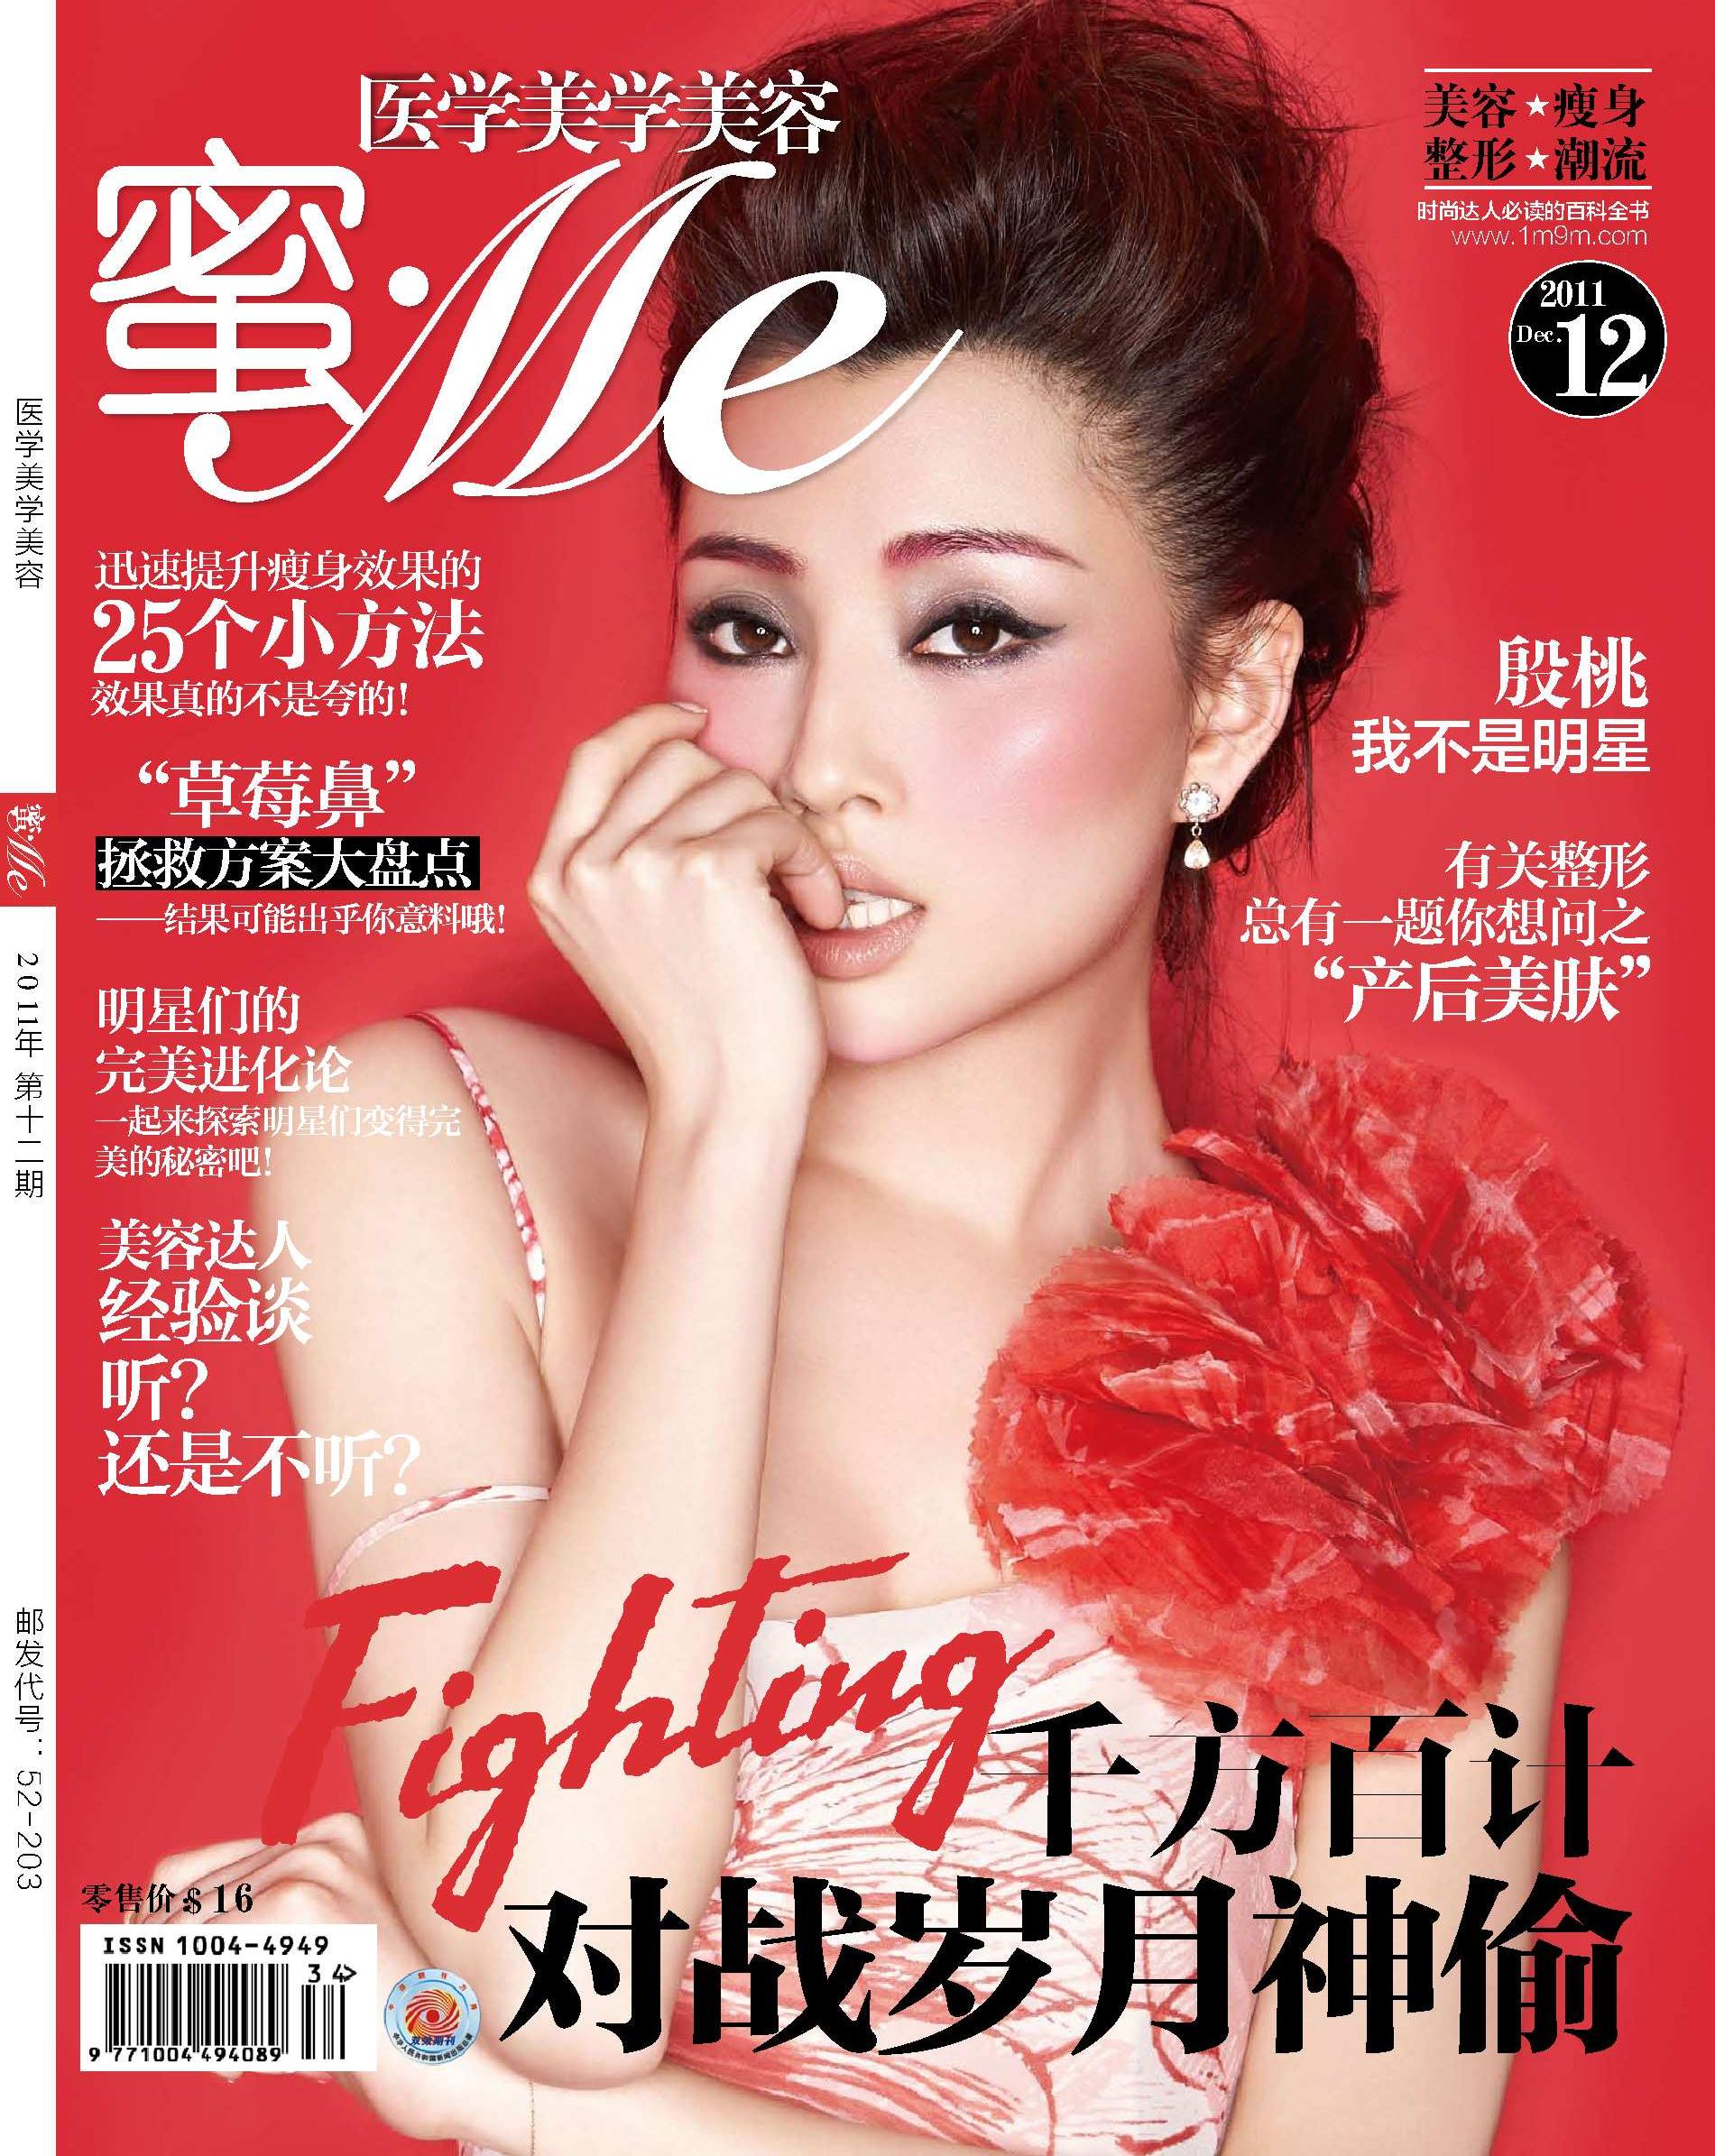 医学美学美容
蜜Me
美容★瘦身
整形★潮流
时尚达人必读的百科全书
www.1m9m.com
2011
Dec.12
迅速提升瘦身效果的
25个小方法
效果真的不是夸的!
“草莓鼻”
拯救方案大盘点
——结果可能出乎你意料哦!
明星们的
完美进化论
一起来探索明星们变得完
美的秘密吧!
美容达人
经验谈
听?
还是不听?
殷桃
我不是明星
有关整形
总有一题你想问之
“产后美肤”
Fighting
千方百计
对战岁月神偷
零售价:$16
ISSN 1004-4949
34>
9 771004 494089
双效期刊
医学美学美容
蜜Me
2011年 第十二期
邮发代号：52-203